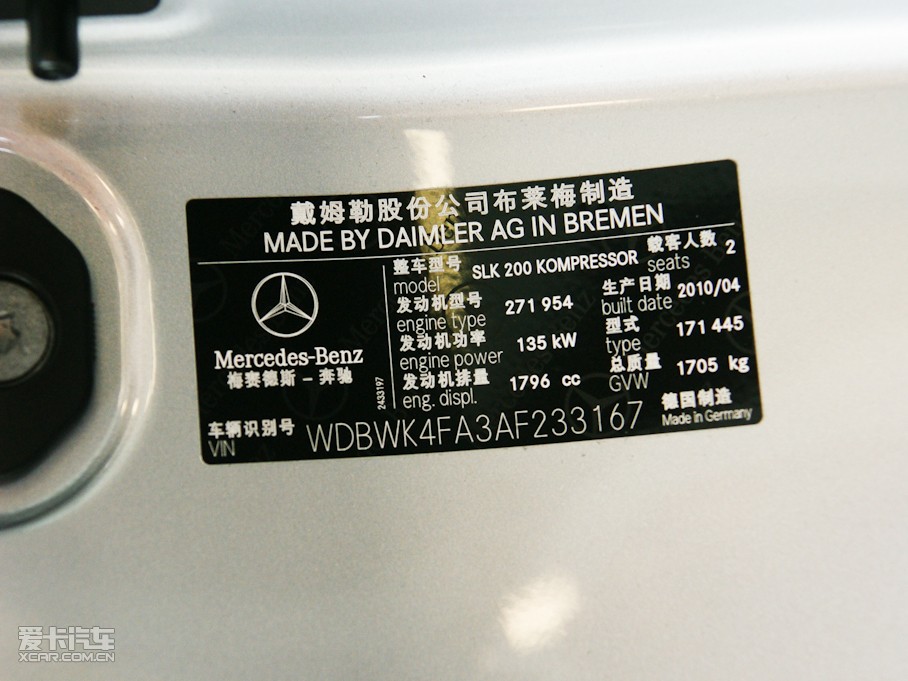 戴姆勒股份公司布莱梅制造
MADE BY DAIMLER AG IN BREMEN
Mercedes-Benz
梅赛德斯－奔驰
2433197
整车型号 SLK 200 KOMPRESSOR 载客人数 2
model seats
发动机型号 271 954 生产日期 2010/04
engine type built date
发动机功率 135 kW 型式 171 445
engine power type
发动机排量 1796 cc 总质量 1705 kg
eng. displ. GVW
车辆识别号 WDBWK4FA3AF233167 德国制造
VIN Made in Germany
爱卡汽车
XCAR.COM.CN